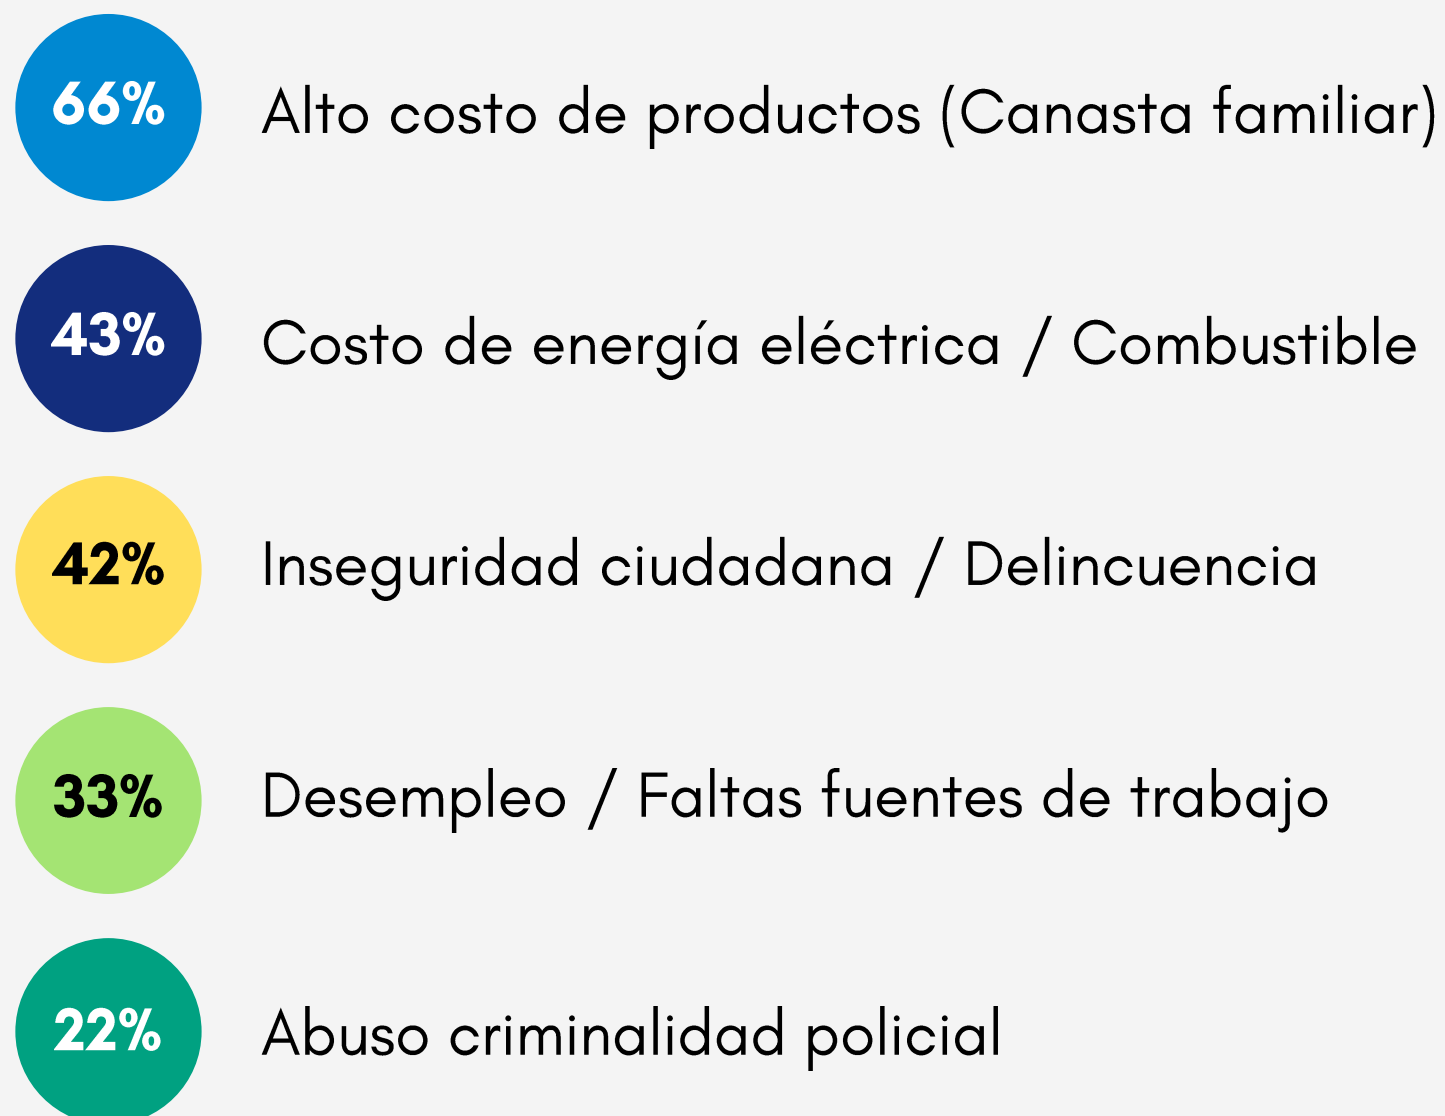 66% Alto costo de productos (Canasta familiar)
43% Costo de energía eléctrica / Combustible
42% Inseguridad ciudadana / Delincuencia
33% Desempleo / Faltas fuentes de trabajo
22% Abuso criminalidad policial